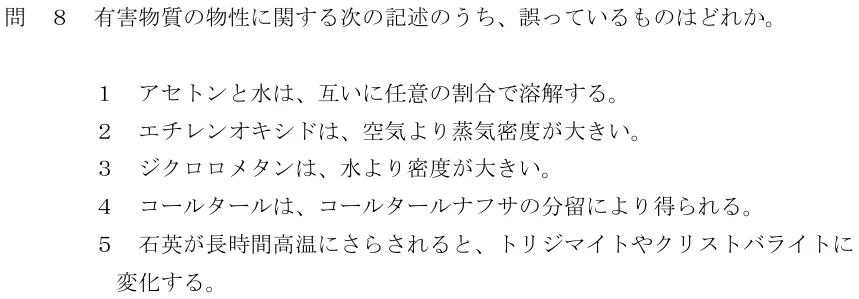 問　８　有害物質の物性に関する次の記述のうち、誤っているものはどれか。
１　アセトンと水は、互いに任意の割合で溶解する。
２　エチレンオキシドは、空気より蒸気密度が大きい。
３　ジクロロメタンは、水より密度が大きい。
４　コールタールは、コールタールナフサの分留により得られる。
５　石英が長時間高温にさらされると、トリジマイトやクリストバライトに
変化する。